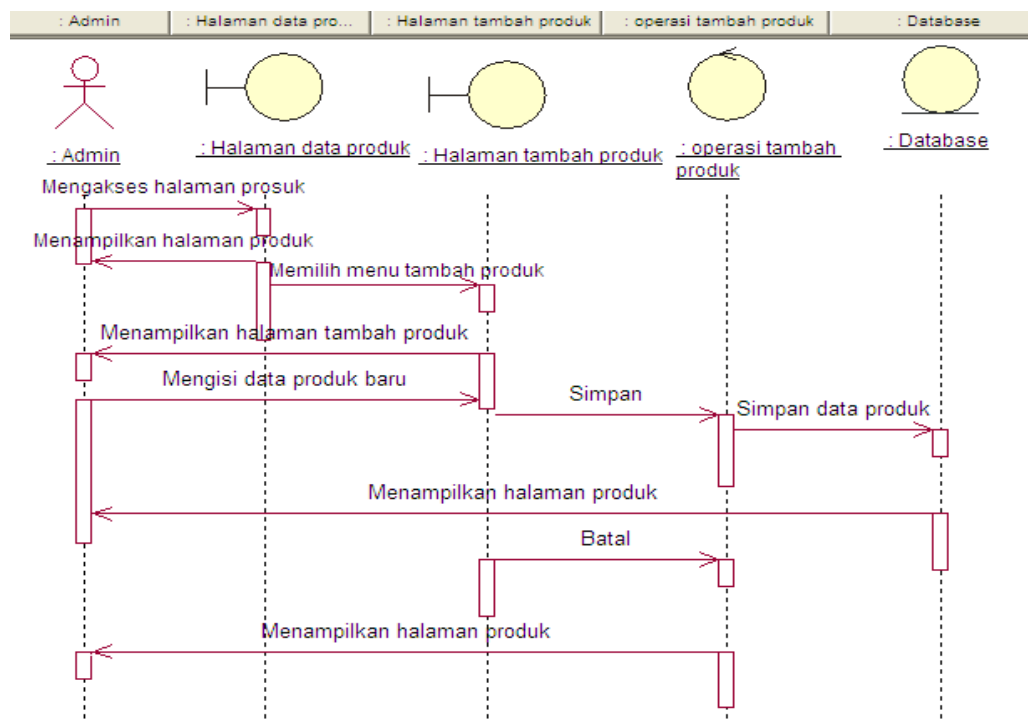 : Admin
: Halaman data pro...
: Halaman tambah produk
: operasi tambah produk
: Database
: Admin
: Halaman data produk
: Halaman tambah produk
: operasi tambah
produk
: Database
Mengakses halaman prosuk
Menampilkan halaman produk
Memilih menu tambah produk
Menampilkan halaman tambah produk
Mengisi data produk baru
Simpan
Simpan data produk
Menampilkan halaman produk
Batal
Menampilkan halaman produk